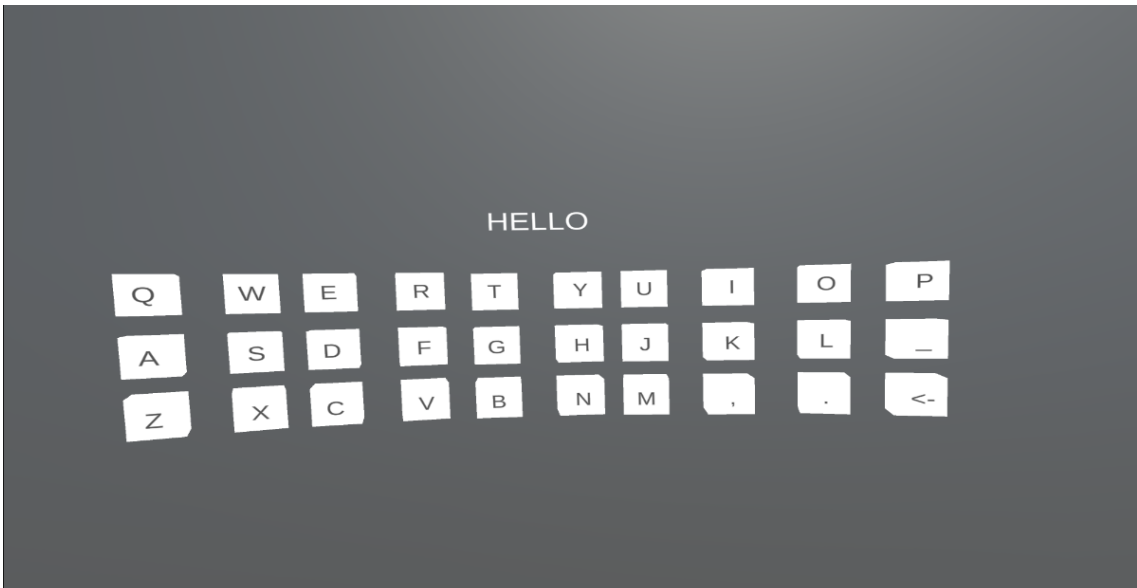 HELLO
Q W E R T Y U I O P
A S D F G H J K L _
Z X C V B N M , . <-